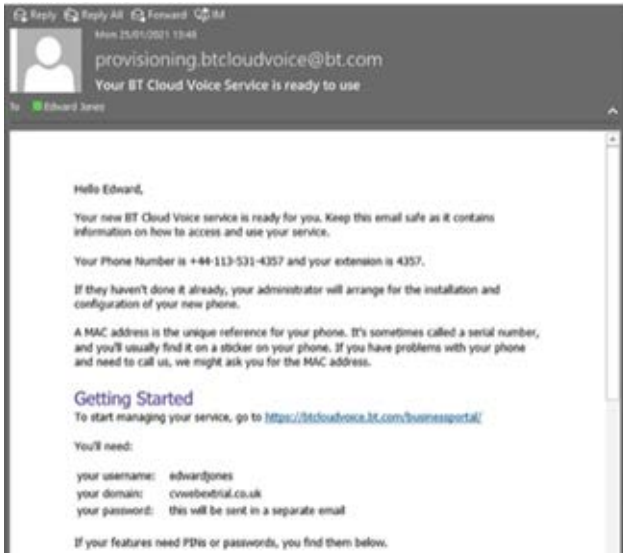 Reply Reply All Forward IM
Mon 25/01/2021 13:48
provisioning.btcloudvoice@bt.com
Your BT Cloud Voice Service is ready to use
To Edward Jones
Hello Edward,
Your new BT Cloud Voice service is ready for you. Keep this email safe as it contains
information on how to access and use your service.
Your Phone Number is +44-113-531-4357 and your extension is 4357.
If they haven't done it already, your administrator will arrange for the installation and
configuration of your new phone.
A MAC address is the unique reference for your phone. It's sometimes called a serial number,
and you'll usually find it on a sticker on your phone. If you have problems with your phone
and need to call us, we might ask you for the MAC address.
Getting Started
To start managing your service, go to https://btcloudvoice.bt.com/businessportal/
You'll need:
your username: edwardjones
your domain: cvwebextrial.co.uk
your password: this will be sent in a separate email
If your features need PINs or passwords, you find them below.